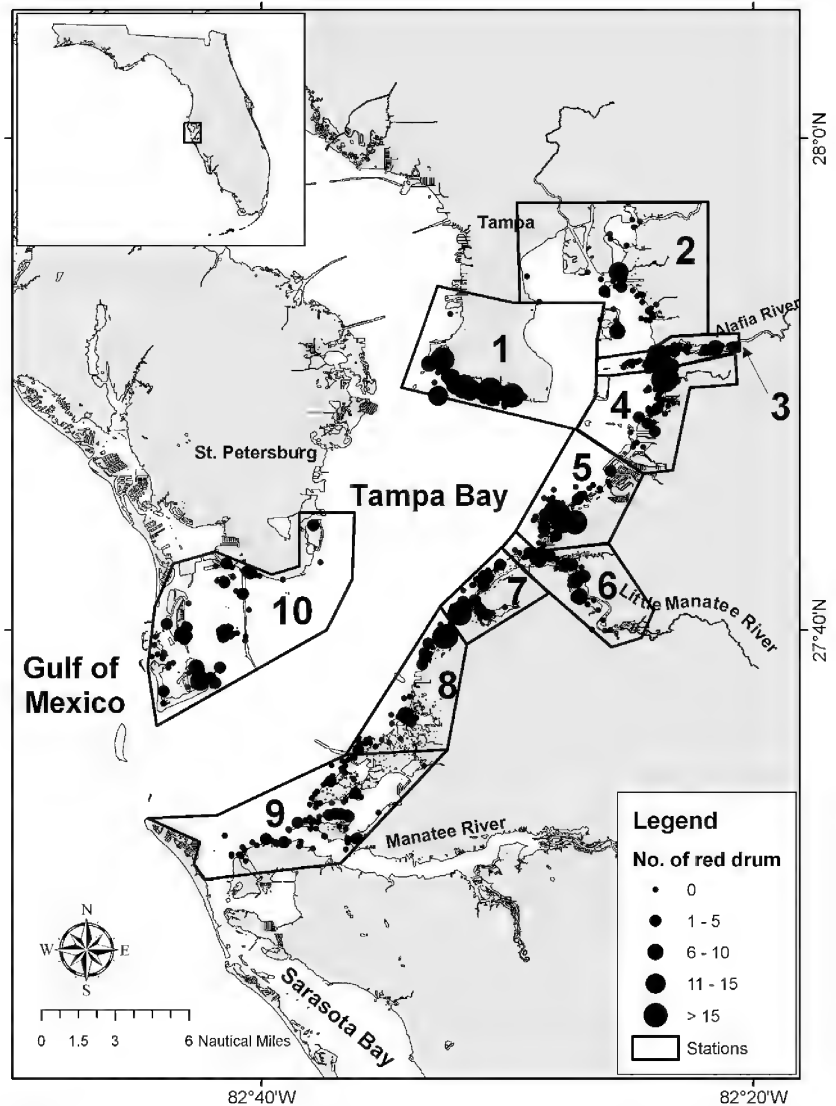 28°0'N
Tampa
2
Alafia River
1
3
4
St. Petersburg
Tampa Bay
5
6
Little Manatee River
7
10
27°40'N
Gulf of
Mexico
8
9
Manatee River
Legend
No. of red drum
0
1 - 5
6 - 10
11 - 15
> 15
Stations
N
W E
S
Sarasota Bay
0 1.5 3 6 Nautical Miles
82°40'W 82°20'W